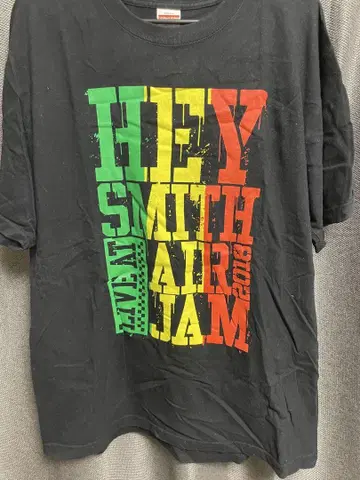 HEY
SMITH
LIVE AT
AIR
JAM
2018